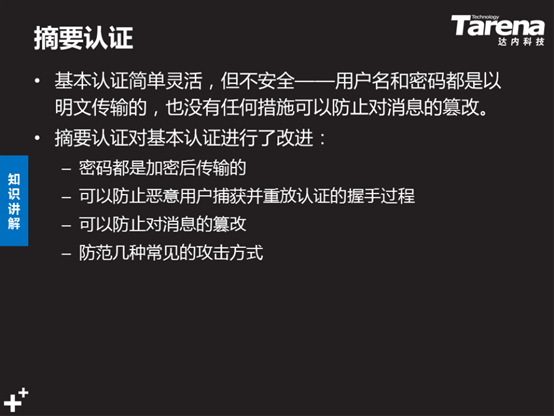 摘要认证
Technology
Tarena
达内科技
• 基本认证简单灵活，但不安全——用户名和密码都是以
明文传输的，也没有任何措施可以防止对消息的篡改。
• 摘要认证对基本认证进行了改进：
– 密码都是加密后传输的
– 可以防止恶意用户捕获并重放认证的握手过程
– 可以防止对消息的篡改
– 防范几种常见的攻击方式
知识讲解